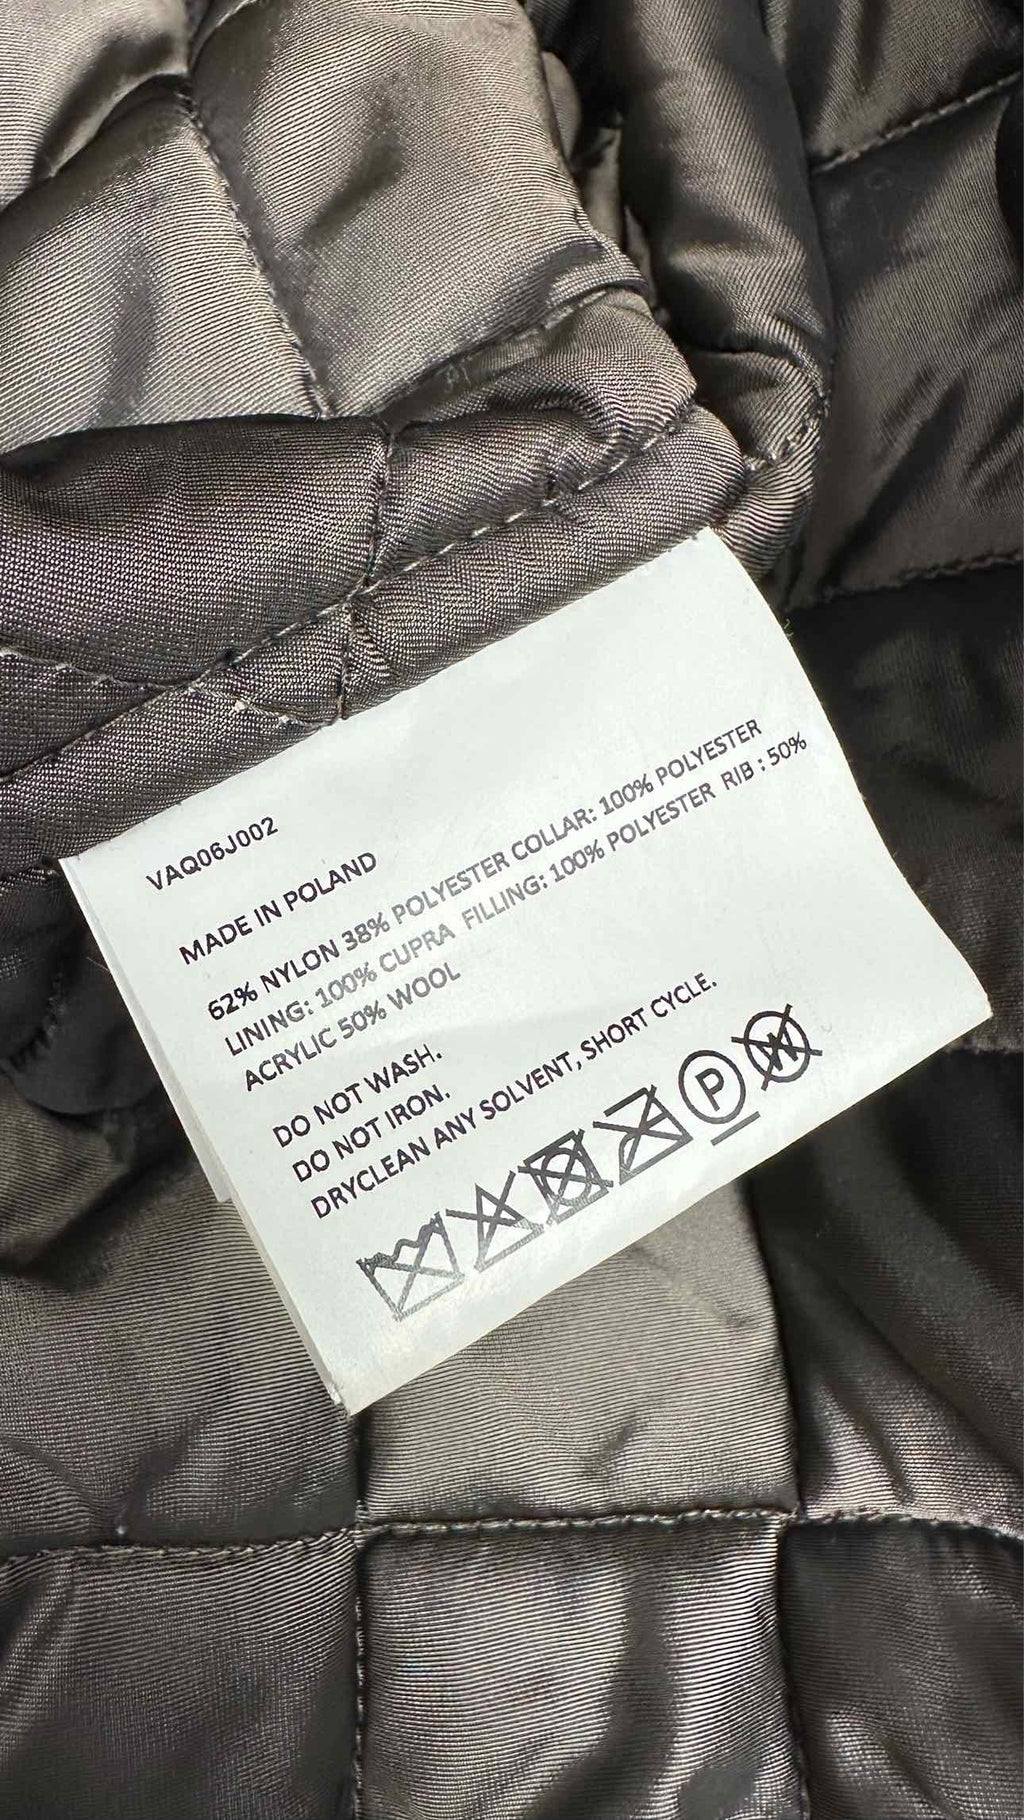 VAQ06J002
MADE IN POLAND
62% NYLON 38% POLYESTER COLLAR: 100% POLYESTER
LINING: 100% CUPRA FILLING: 100% POLYESTER RIB : 50%
ACRYLIC 50% WOOL
DO NOT WASH.
DO NOT IRON.
DRYCLEAN ANY SOLVENT, SHORT CYCLE.
P W